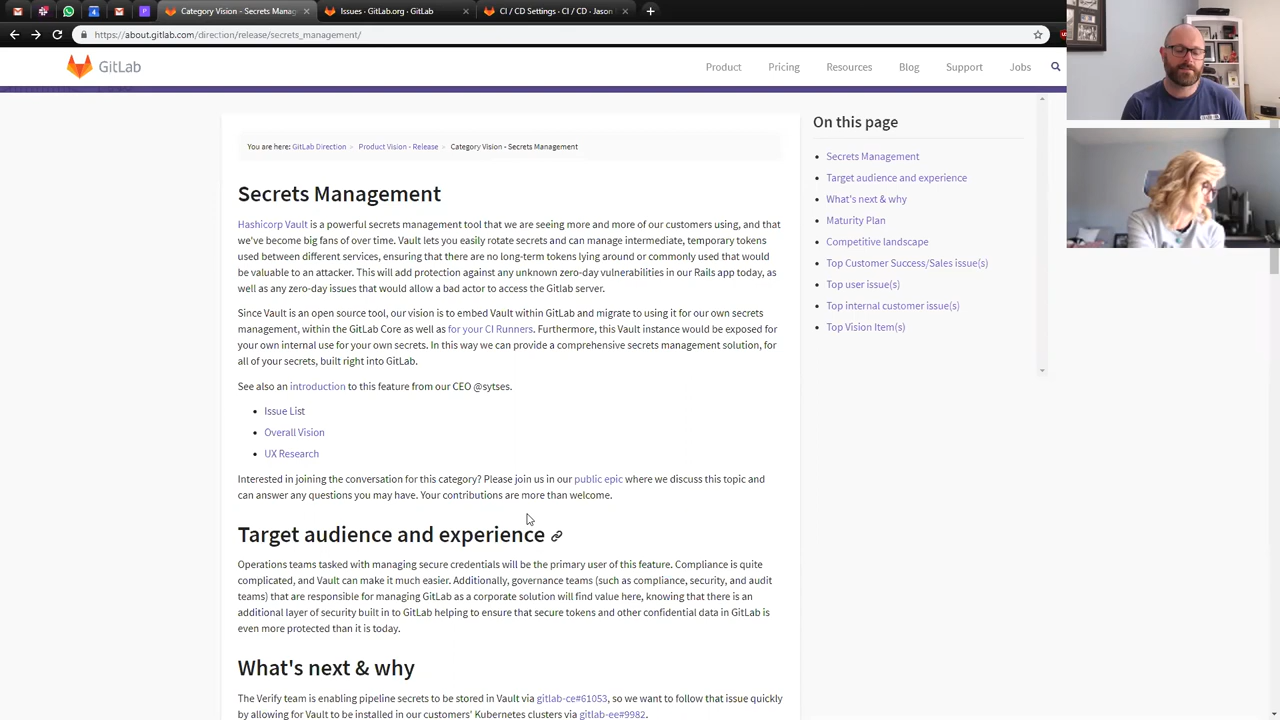 Category Vision - Secrets Manag
Issues · GitLab.org · GitLab
CI / CD Settings · CI / CD · Jason
https://about.gitlab.com/direction/release/secrets_management/
GitLab
Product
Pricing
Resources
Blog
Support
Jobs
You are here: GitLab Direction > Product Vision - Release > Category Vision - Secrets Management
Secrets Management
Hashicorp Vault is a powerful secrets management tool that we are seeing more and more of our customers using, and that
we've become big fans of over time. Vault lets you easily rotate secrets and can manage intermediate, temporary tokens
used between different services, ensuring that there are no long-term tokens lying around or commonly used that would
be valuable to an attacker. This will add protection against any unknown zero-day vulnerabilities in our Rails app today, as
well as any zero-day issues that would allow a bad actor to access the Gitlab server.
Since Vault is an open source tool, our vision is to embed Vault within GitLab and migrate to using it for our own secrets
management, within the GitLab Core as well as for your CI Runners. Furthermore, this Vault instance would be exposed for
your own internal use for your own secrets. In this way we can provide a comprehensive secrets management solution, for
all of your secrets, built right into GitLab.
See also an introduction to this feature from our CEO @sytses.
• Issue List
• Overall Vision
• UX Research
Interested in joining the conversation for this category? Please join us in our public epic where we discuss this topic and
can answer any questions you may have. Your contributions are more than welcome.
Target audience and experience
Operations teams tasked with managing secure credentials will be the primary user of this feature. Compliance is quite
complicated, and Vault can make it much easier. Additionally, governance teams (such as compliance, security, and audit
teams) that are responsible for managing GitLab as a corporate solution will find value here, knowing that there is an
additional layer of security built in to GitLab helping to ensure that secure tokens and other confidential data in GitLab is
even more protected than it is today.
What's next & why
The Verify team is enabling pipeline secrets to be stored in Vault via gitlab-ce#61053, so we want to follow that issue quickly
by allowing for Vault to be installed in our customers' Kubernetes clusters via gitlab-ee#9982.
On this page
• Secrets Management
• Target audience and experience
• What's next & why
• Maturity Plan
• Competitive landscape
• Top Customer Success/Sales issue(s)
• Top user issue(s)
• Top internal customer issue(s)
• Top Vision Item(s)